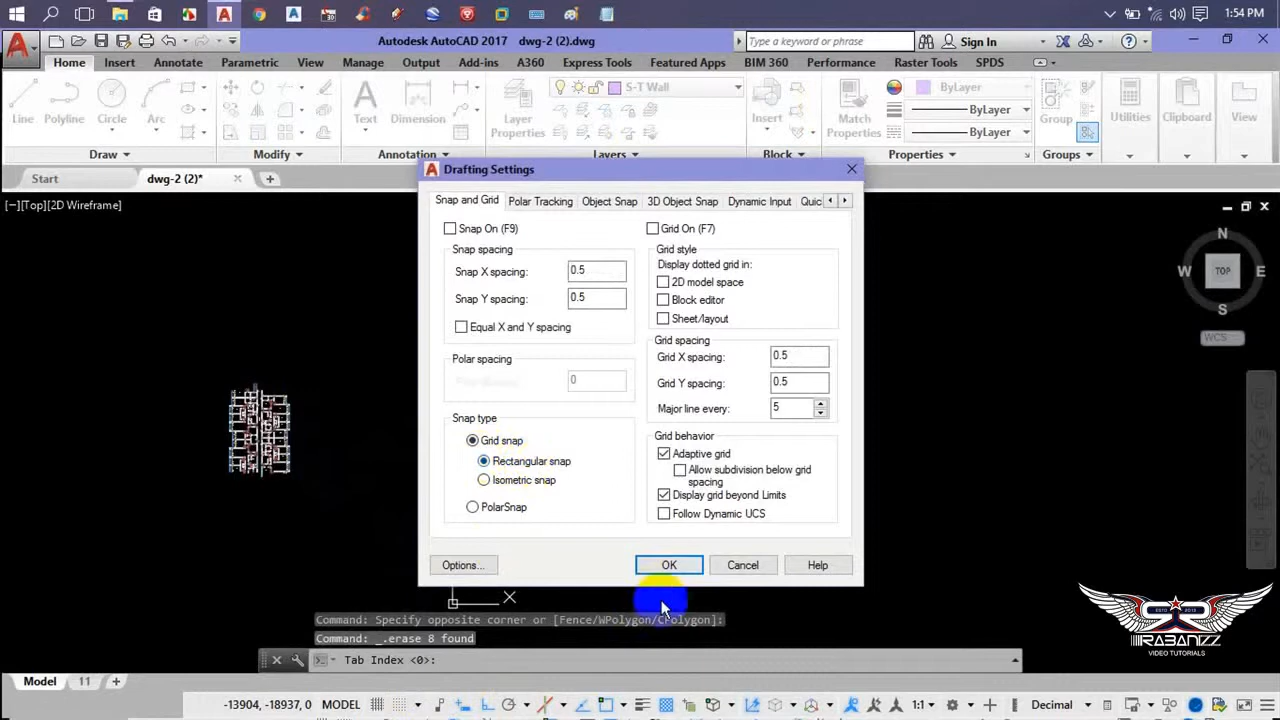 1:54 PM
Autodesk AutoCAD 2017 dwg-2 (2).dwg
Type a keyword or phrase
Sign In
Home Insert Annotate Parametric View Manage Output Add-ins A360 Express Tools Featured Apps BIM 360 Performance Raster Tools SPDS
S-T Wall
ByLayer
Line Polyline Circle Arc
Text Dimension
Layer
Properties
Insert
Match
Properties
ByLayer
ByLayer
Group
Utilities
Clipboard
View
Draw Modify Annotation Layers Block Properties Groups
Start dwg-2 (2)*
[−][Top][2D Wireframe]
Drafting Settings
Snap and Grid Polar Tracking Object Snap 3D Object Snap Dynamic Input Quic
Snap On (F9)
Snap spacing
Snap X spacing: 0.5
Snap Y spacing: 0.5
Equal X and Y spacing
Polar spacing
0
Snap type
Grid snap
Rectangular snap
Isometric snap
PolarSnap
Grid On (F7)
Grid style
Display dotted grid in:
2D model space
Block editor
Sheet/layout
Grid spacing
Grid X spacing: 0.5
Grid Y spacing: 0.5
Major line every: 5
Grid behavior
Adaptive grid
Allow subdivision below grid
spacing
Display grid beyond Limits
Follow Dynamic UCS
Options... OK Cancel Help
N
W TOP E
S
WCS
X
Command: Specify opposite corner or [Fence/WPolygon/CPolygon]:
Command: _.erase 8 found
Tab Index <0>:
ESTD 2013
RABANIZZ
VIDEO TUTORIALS
Model 11 +
-13904, -18937, 0 MODEL 1:1 Decimal